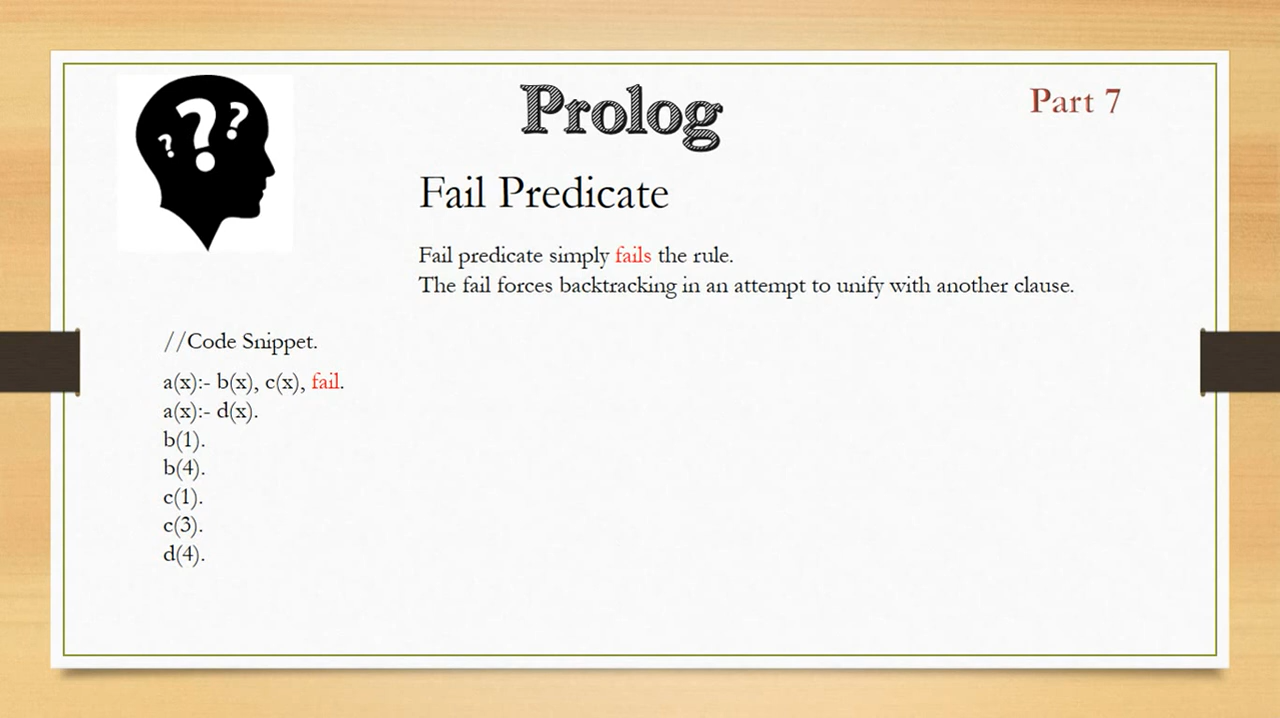 Prolog
Part 7
Fail Predicate
Fail predicate simply fails the rule.
The fail forces backtracking in an attempt to unify with another clause.
//Code Snippet.
a(x):- b(x), c(x), fail.
a(x):- d(x).
b(1).
b(4).
c(1).
c(3).
d(4).
? ? ?